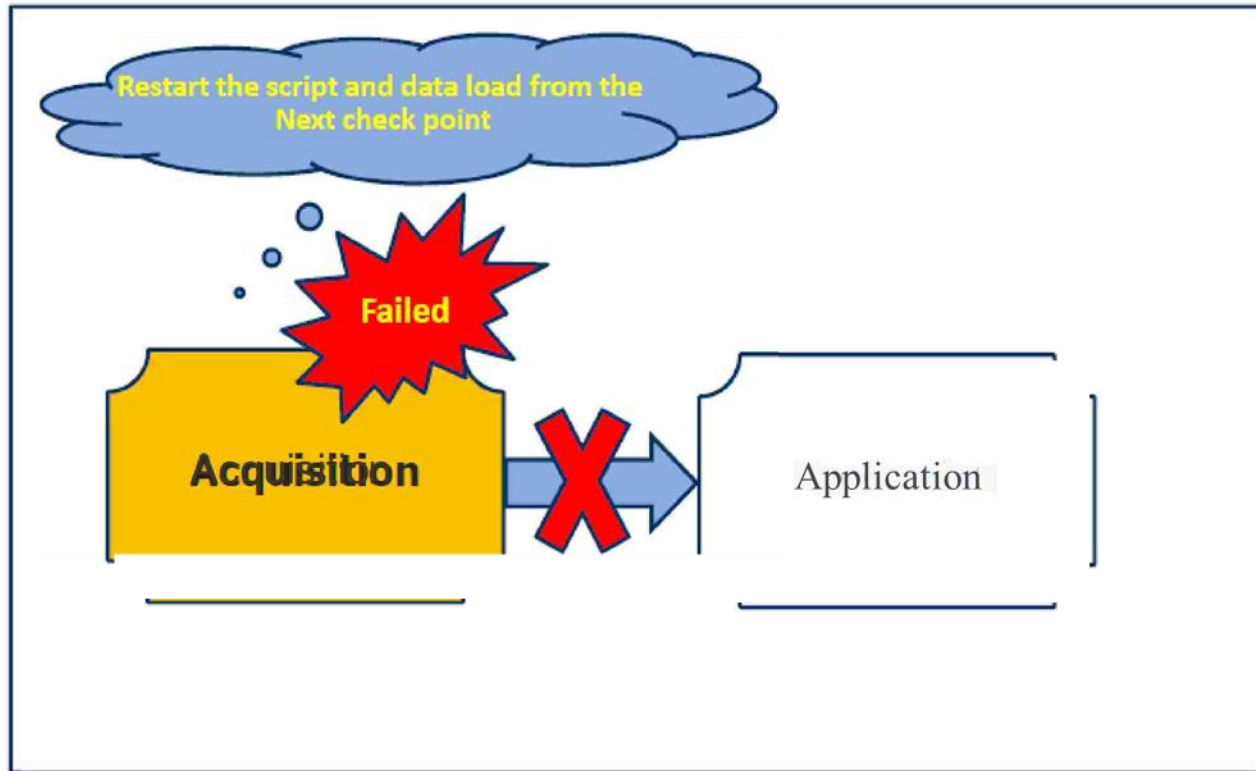 Restart the script and data load from the
Next check point
Failed
Acquisition
Application